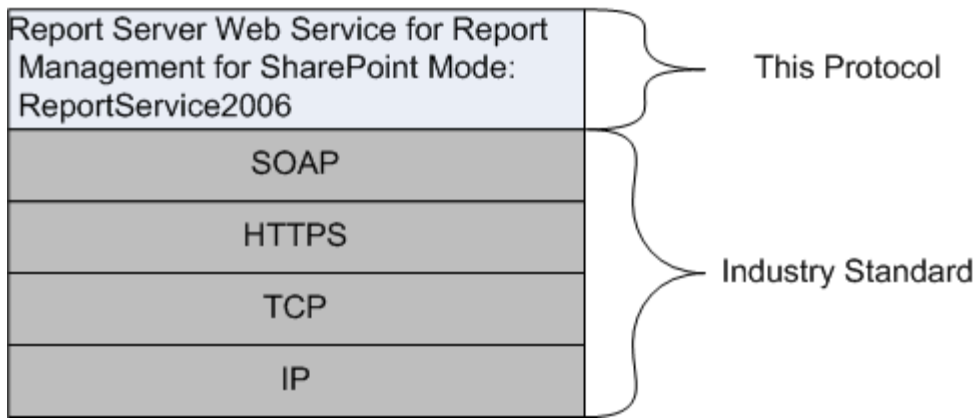 Report Server Web Service for Report
Management for SharePoint Mode:
ReportService2006
This Protocol
SOAP
HTTPS
TCP
IP
Industry Standard